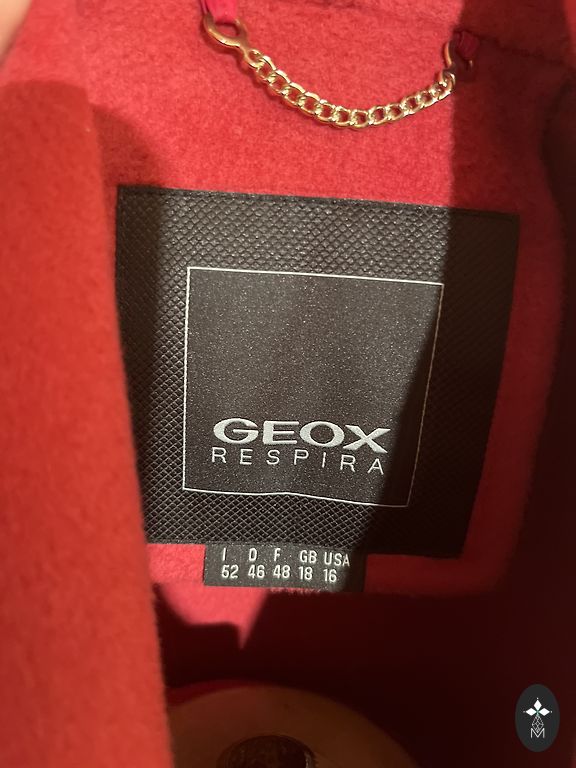 GEOX
RESPIRA
I D F GB USA
52 46 48 18 16
M